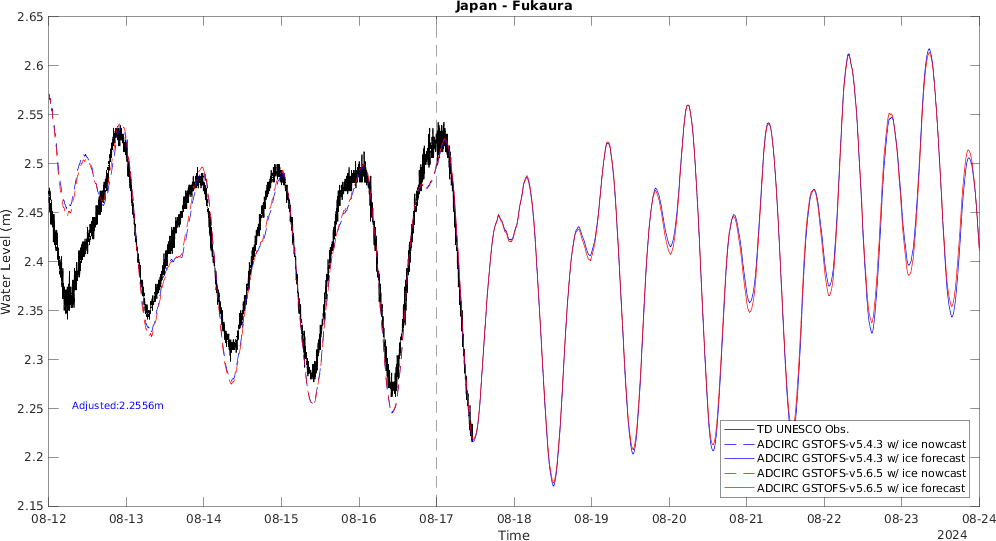 Japan - Fukaura
2.65
2.6
2.55
2.5
2.45
2.4
2.35
2.3
2.25
2.2
2.15
Water Level (m)
Adjusted:2.2556m
TD UNESCO Obs.
ADCIRC GSTOFS-v5.4.3 w/ ice nowcast
ADCIRC GSTOFS-v5.4.3 w/ ice forecast
ADCIRC GSTOFS-v5.6.5 w/ ice nowcast
ADCIRC GSTOFS-v5.6.5 w/ ice forecast
08-12 08-13 08-14 08-15 08-16 08-17 08-18 08-19 08-20 08-21 08-22 08-23 08-24
Time
2024